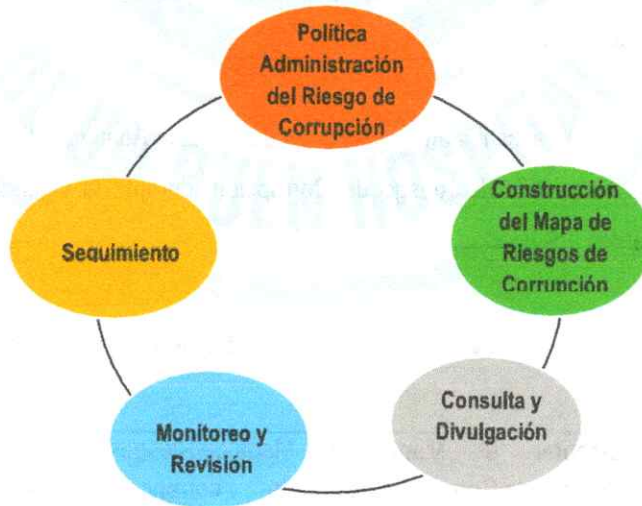 Política
Administración
del Riesgo de
Corrupción
Construcción
del Mapa de
Riesgos de
Corrupción
Consulta y
Divulgación
Monitoreo y
Revisión
Seguimiento